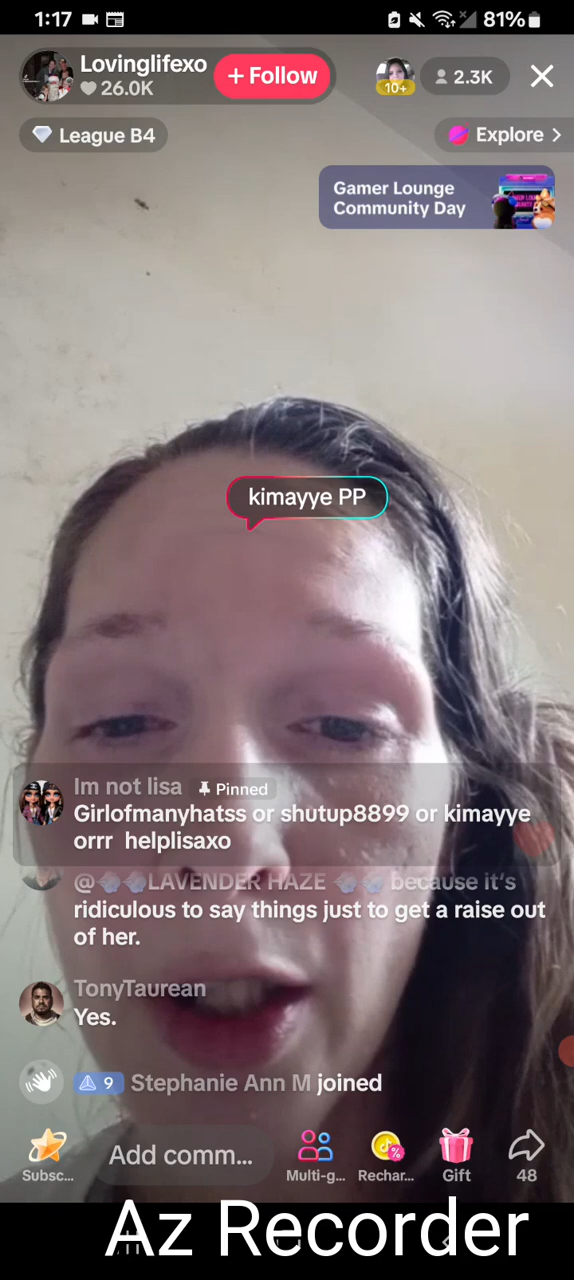 1:17
81%
Lovinglifexo
26.0K
+ Follow
10+
2.3K
League B4
Explore >
Gamer Lounge
Community Day
kimayye PP
Im not lisa Pinned
Girlofmanyhatss or shutup8899 or kimayye
orrr helplisaxo
@LAVENDER HAZE because it's
ridiculous to say things just to get a raise out
of her.
TonyTaurean
Yes.
9 Stephanie Ann M joined
Subsc...
Add comm...
Multi-g...
Rechar...
Gift
48
Az Recorder